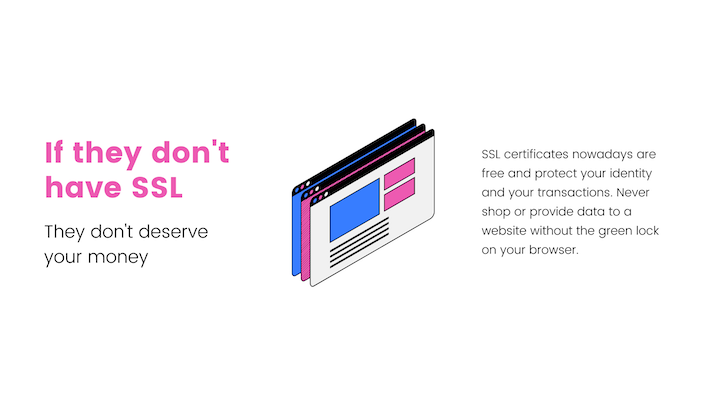 If they don't
have SSL
They don't deserve
your money
SSL certificates nowadays are
free and protect your identity
and your transactions. Never
shop or provide data to a
website without the green lock
on your browser.